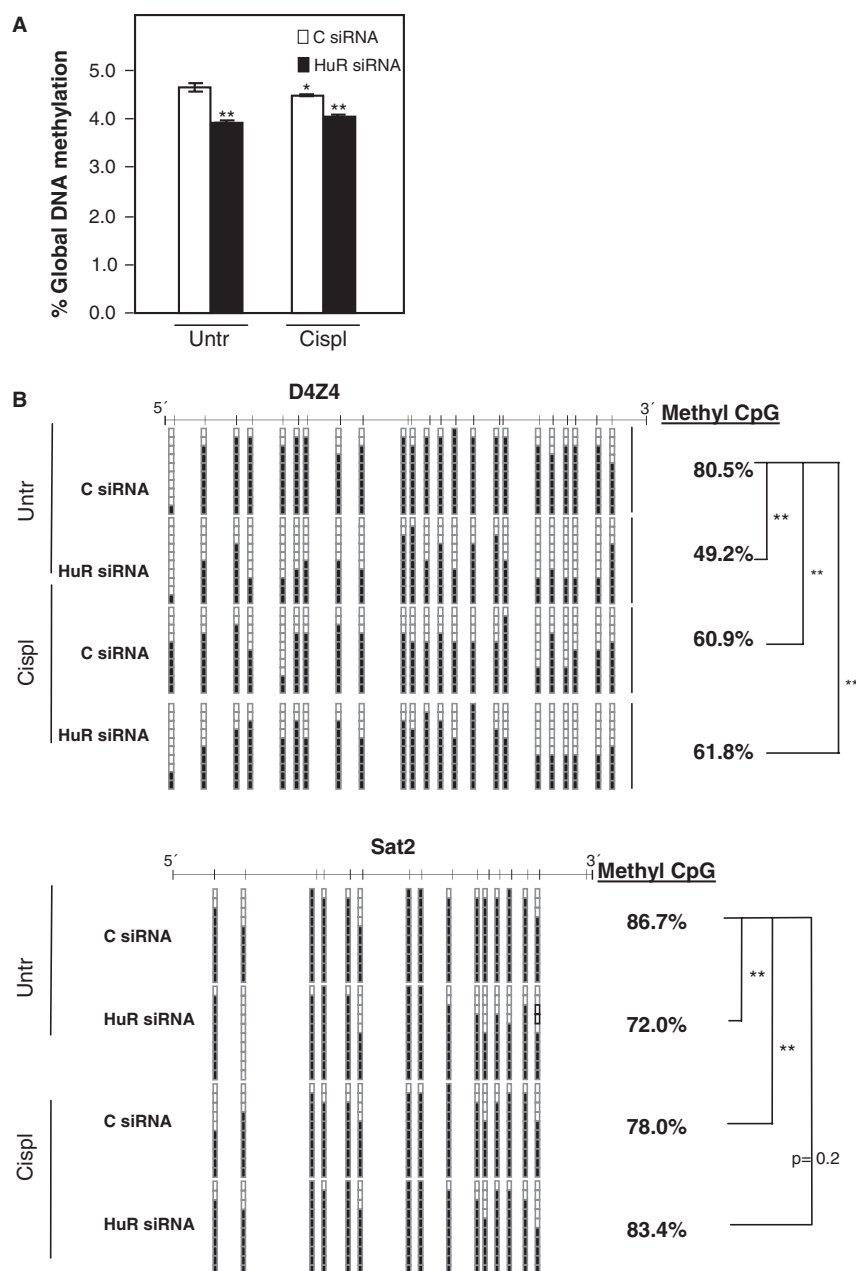 A
C siRNA
HuR siRNA
% Global DNA methylation
5.0
4.0
3.0
2.0
1.0
0.0
**
*
**
Untr
Cispl
B
D4Z4
5´
3´
Methyl CpG
Untr
C siRNA
80.5%
**
HuR siRNA
49.2%
**
Cispl
C siRNA
60.9%
**
HuR siRNA
61.8%
Sat2
5´
3´
Methyl CpG
Untr
C siRNA
86.7%
**
HuR siRNA
72.0%
**
Cispl
C siRNA
78.0%
p= 0.2
HuR siRNA
83.4%